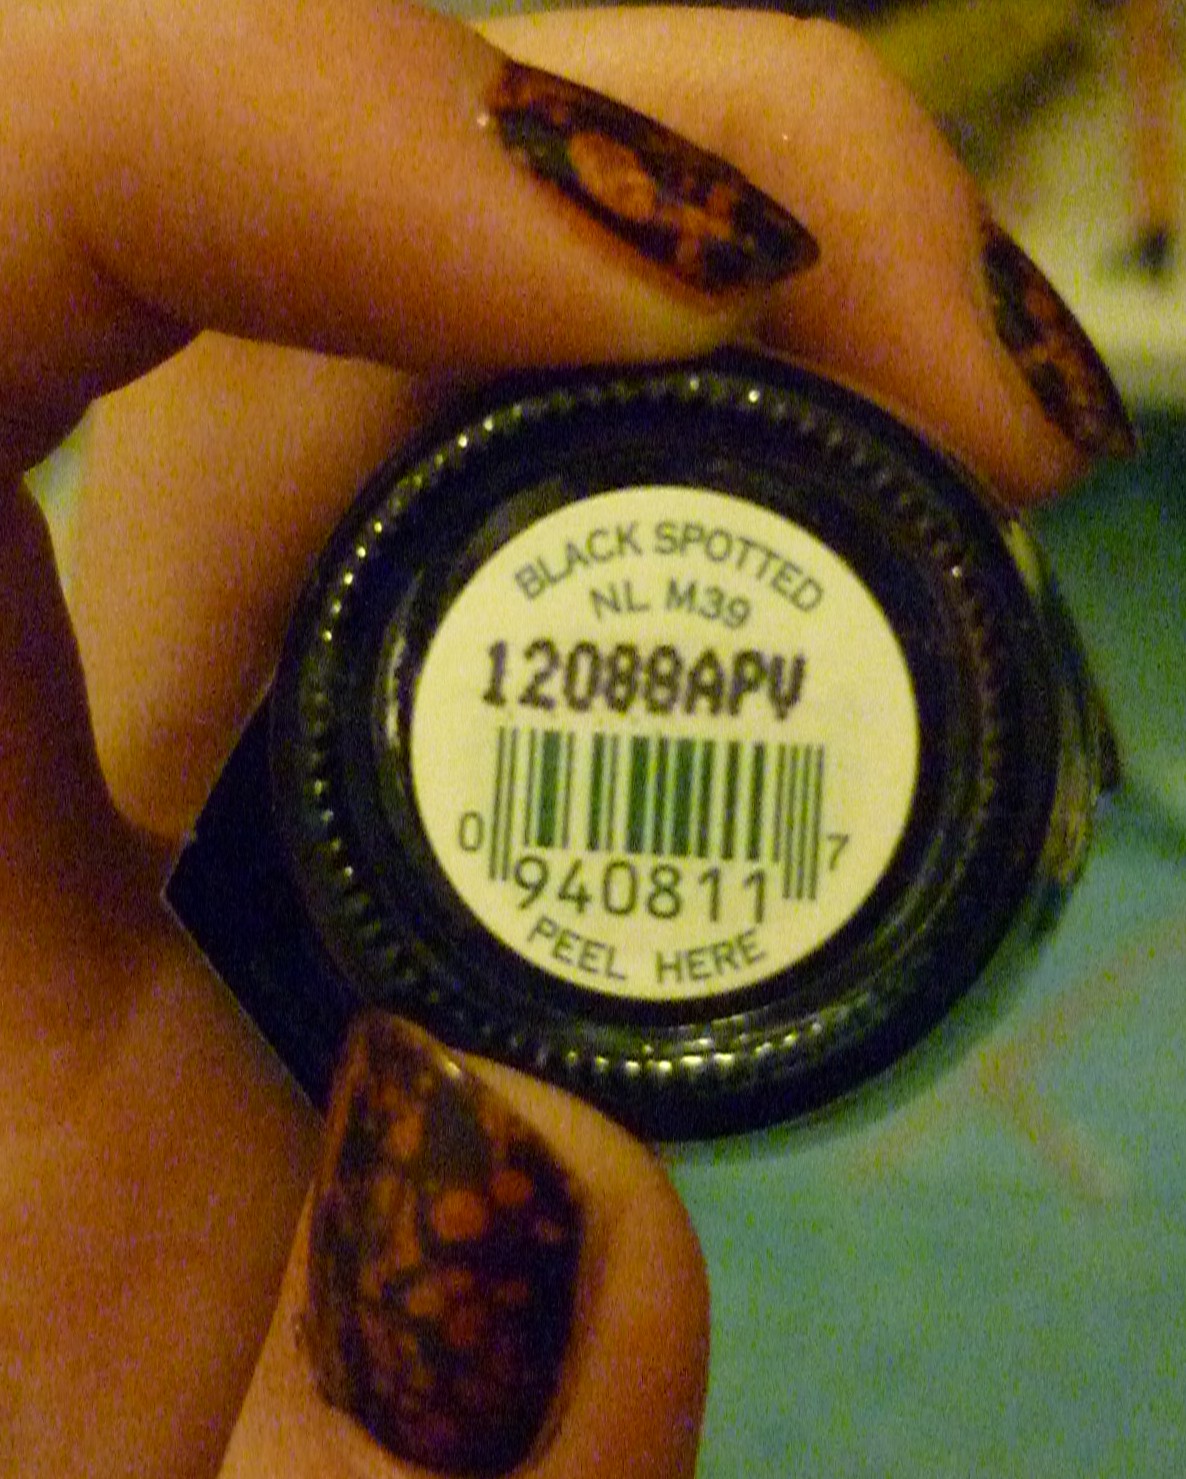 BLACK SPOTTED
NL M39
12088APV
0 940811 7
PEEL HERE